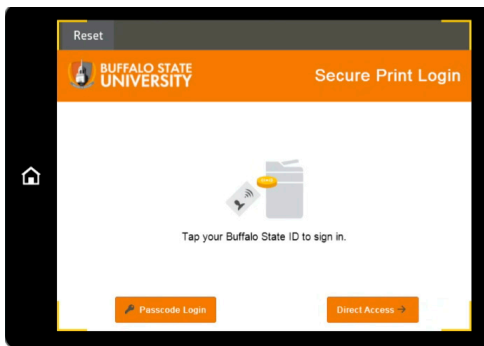 Reset
BUFFALO STATE
UNIVERSITY
Secure Print Login
Tap your Buffalo State ID to sign in.
Passcode Login
Direct Access →